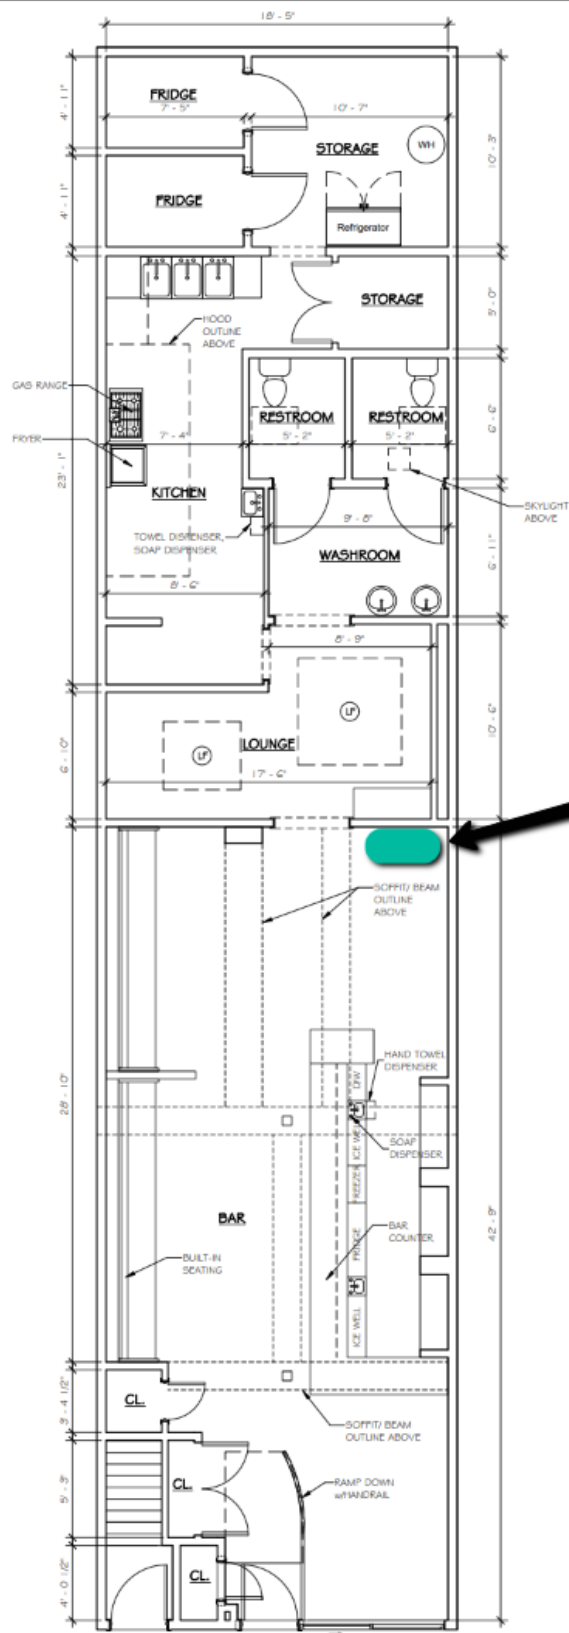 18' - 5"
FRIDGE
7' - 5"
10' - 7"
4' - 11"
STORAGE
WH
10' - 3"
4' - 11"
FRIDGE
Refrigerator
STORAGE
5' - 0"
HOOD
OUTLINE
ABOVE
GAS RANGE
RESTROOM
RESTROOM
6' - 6"
FRYER
7' - 4"
5' - 2"
5' - 2"
23' - 1"
KITCHEN
SKYLIGHT
ABOVE
9' - 8"
TOWEL DISPENSER,
SOAP DISPENSER
WASHROOM
6' - 11"
8' - 6"
8' - 9"
LF
LF
LOUNGE
6' - 10"
10' - 6"
17' - 6"
SOFFIT/ BEAM
OUTLINE
ABOVE
HAND TOWEL
DISPENSER
D/W
28' - 10"
ICE WELL
SOAP
DISPENSER
FREEZER
BAR
BAR
COUNTER
FRIDGE
42' - 9"
BUILT-IN
SEATING
ICE WELL
CL.
3' - 4 1/2"
SOFFIT/ BEAM
OUTLINE ABOVE
CL.
5' - 3"
RAMP DOWN
w/HANDRAIL
CL.
4' - 0 1/2"